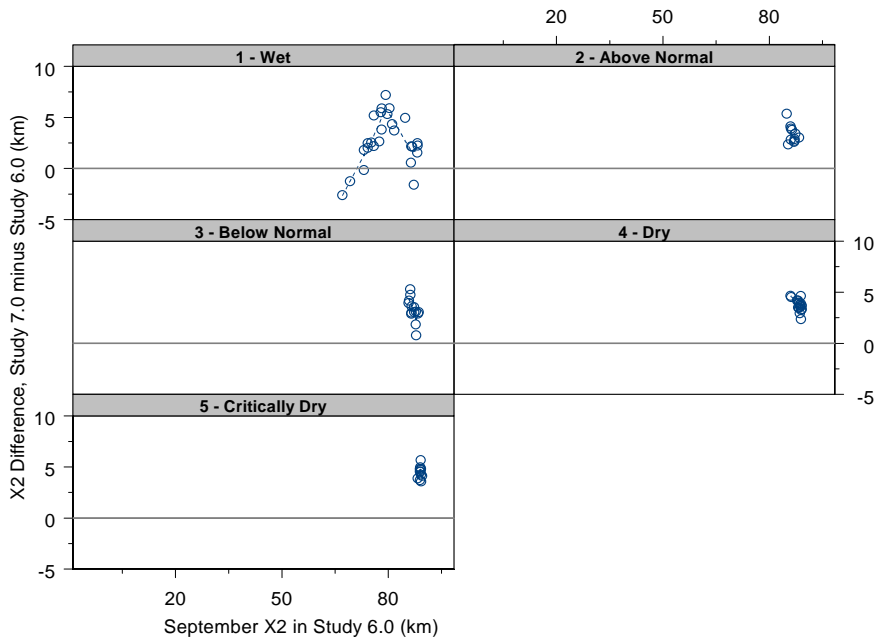 20 50 80
1 - Wet
2 - Above Normal
10
5
0
-5
3 - Below Normal
4 - Dry
10
5
0
-5
5 - Critically Dry
10
5
0
-5
20 50 80
September X2 in Study 6.0 (km)
X2 Difference, Study 7.0 minus Study 6.0 (km)